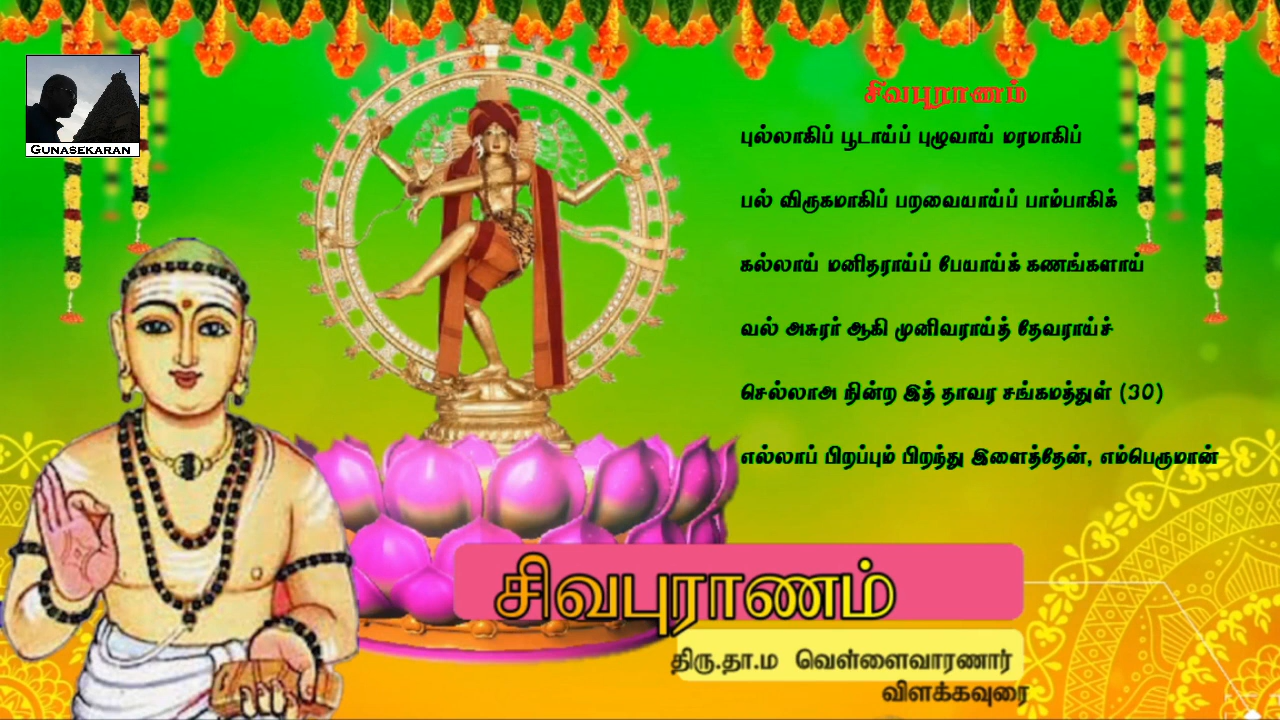 GUNASEKARAN
சிவபுராணம்
புல்லாகிப் பூடாய்ப் புழுவாய் மரமாகிப்
பல் விருகமாகிப் பறவையாய்ப் பாம்பாகிக்
கல்லாய் மனிதராய்ப் பேயாய்க் கணங்களாய்
வல் அசுரர் ஆகி முனிவராய்த் தேவராய்ச்
செல்லாஅ நின்ற இத் தாவர சங்கமத்துள் (30)
எல்லாப் பிறப்பும் பிறந்து இளைத்தேன், எம்பெருமான்
சிவபுராணம்
திரு.தா.ம வெள்ளைவாரணார்
விளக்கவுரை